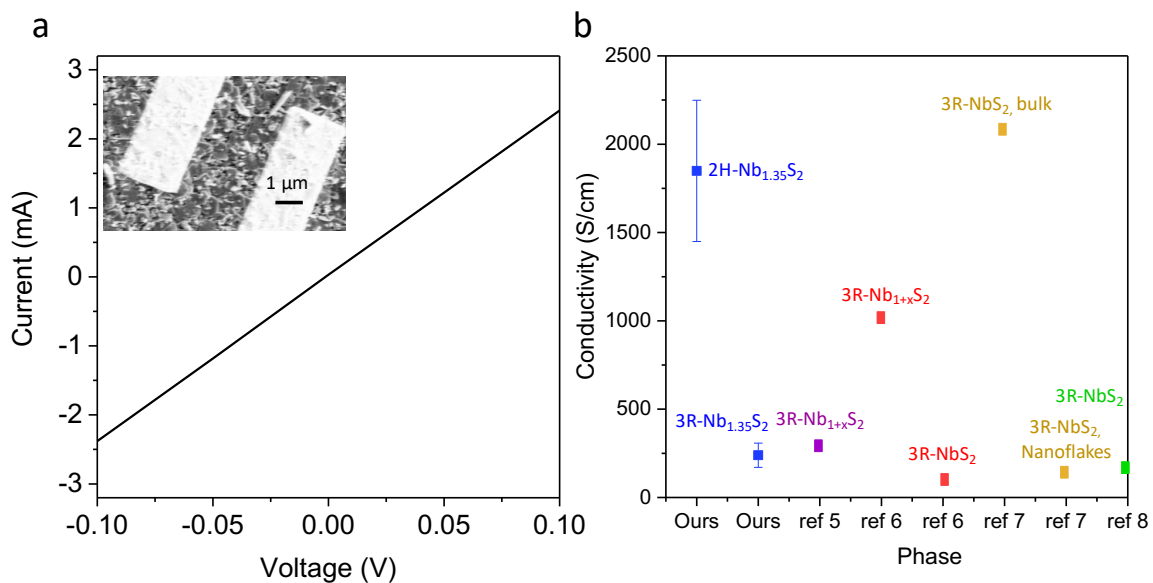 a
3
2
1
0
-1
-2
-3
Current (mA)
1 μm
-0.10
-0.05
0.00
0.05
0.10
Voltage (V)
b
2500
2000
1500
1000
500
0
Conductivity (S/cm)
3R-NbS₂, bulk
2H-Nb₁.₃₅S₂
3R-Nb₁₊ₓS₂
3R-NbS₂
3R-Nb₁.₃₅S₂
3R-Nb₁₊ₓS₂
3R-NbS₂
3R-NbS₂,
Nanoflakes
Ours
Ours
ref 5
ref 6
ref 6
ref 7
ref 7
ref 8
Phase